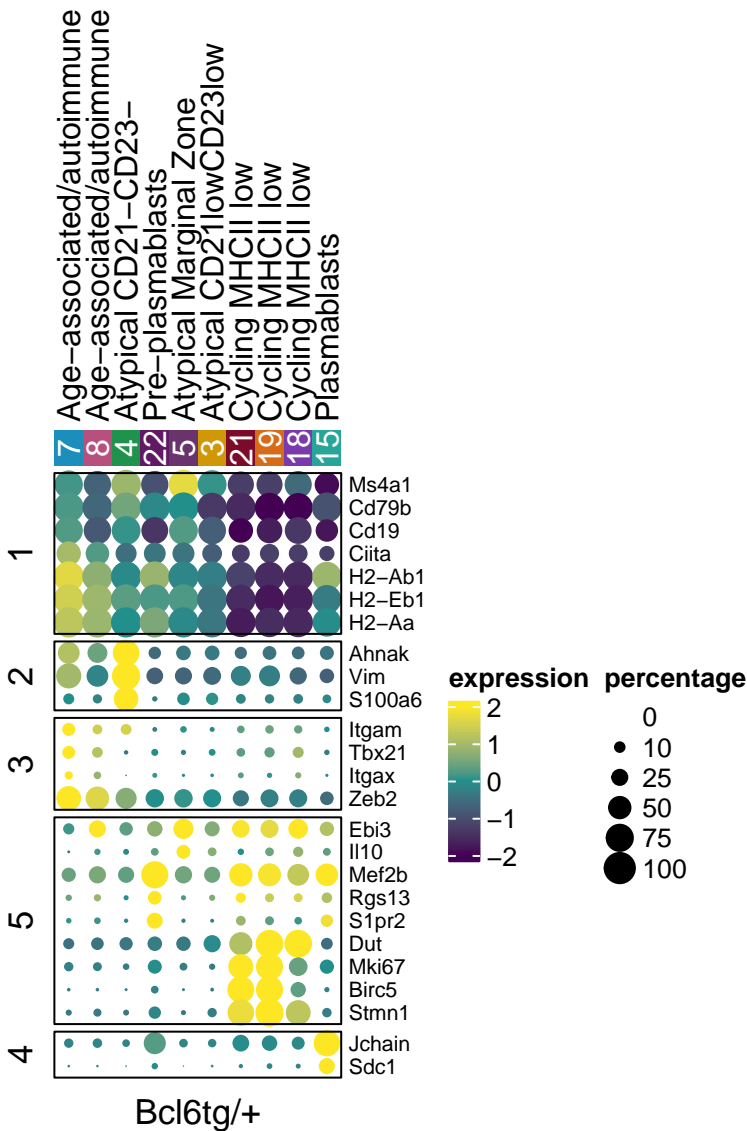 Age−associated/autoimmune
Age−associated/autoimmune
Atypical CD21−CD23−
Pre−plasmablasts
Atypical Marginal Zone
Atypical CD21lowCD23low
Cycling MHCII low
Cycling MHCII low
Cycling MHCII low
Plasmablasts
7 8 4 22 5 3 21 19 18 15
1
Ms4a1
Cd79b
Cd19
Ciita
H2−Ab1
H2−Eb1
H2−Aa
2
Ahnak
Vim
S100a6
3
Itgam
Tbx21
Itgax
Zeb2
5
Ebi3
Il10
Mef2b
Rgs13
S1pr2
Dut
Mki67
Birc5
Stmn1
4
Jchain
Sdc1
Bcl6tg/+
expression
2
1
0
−1
−2
percentage
0
10
25
50
75
100